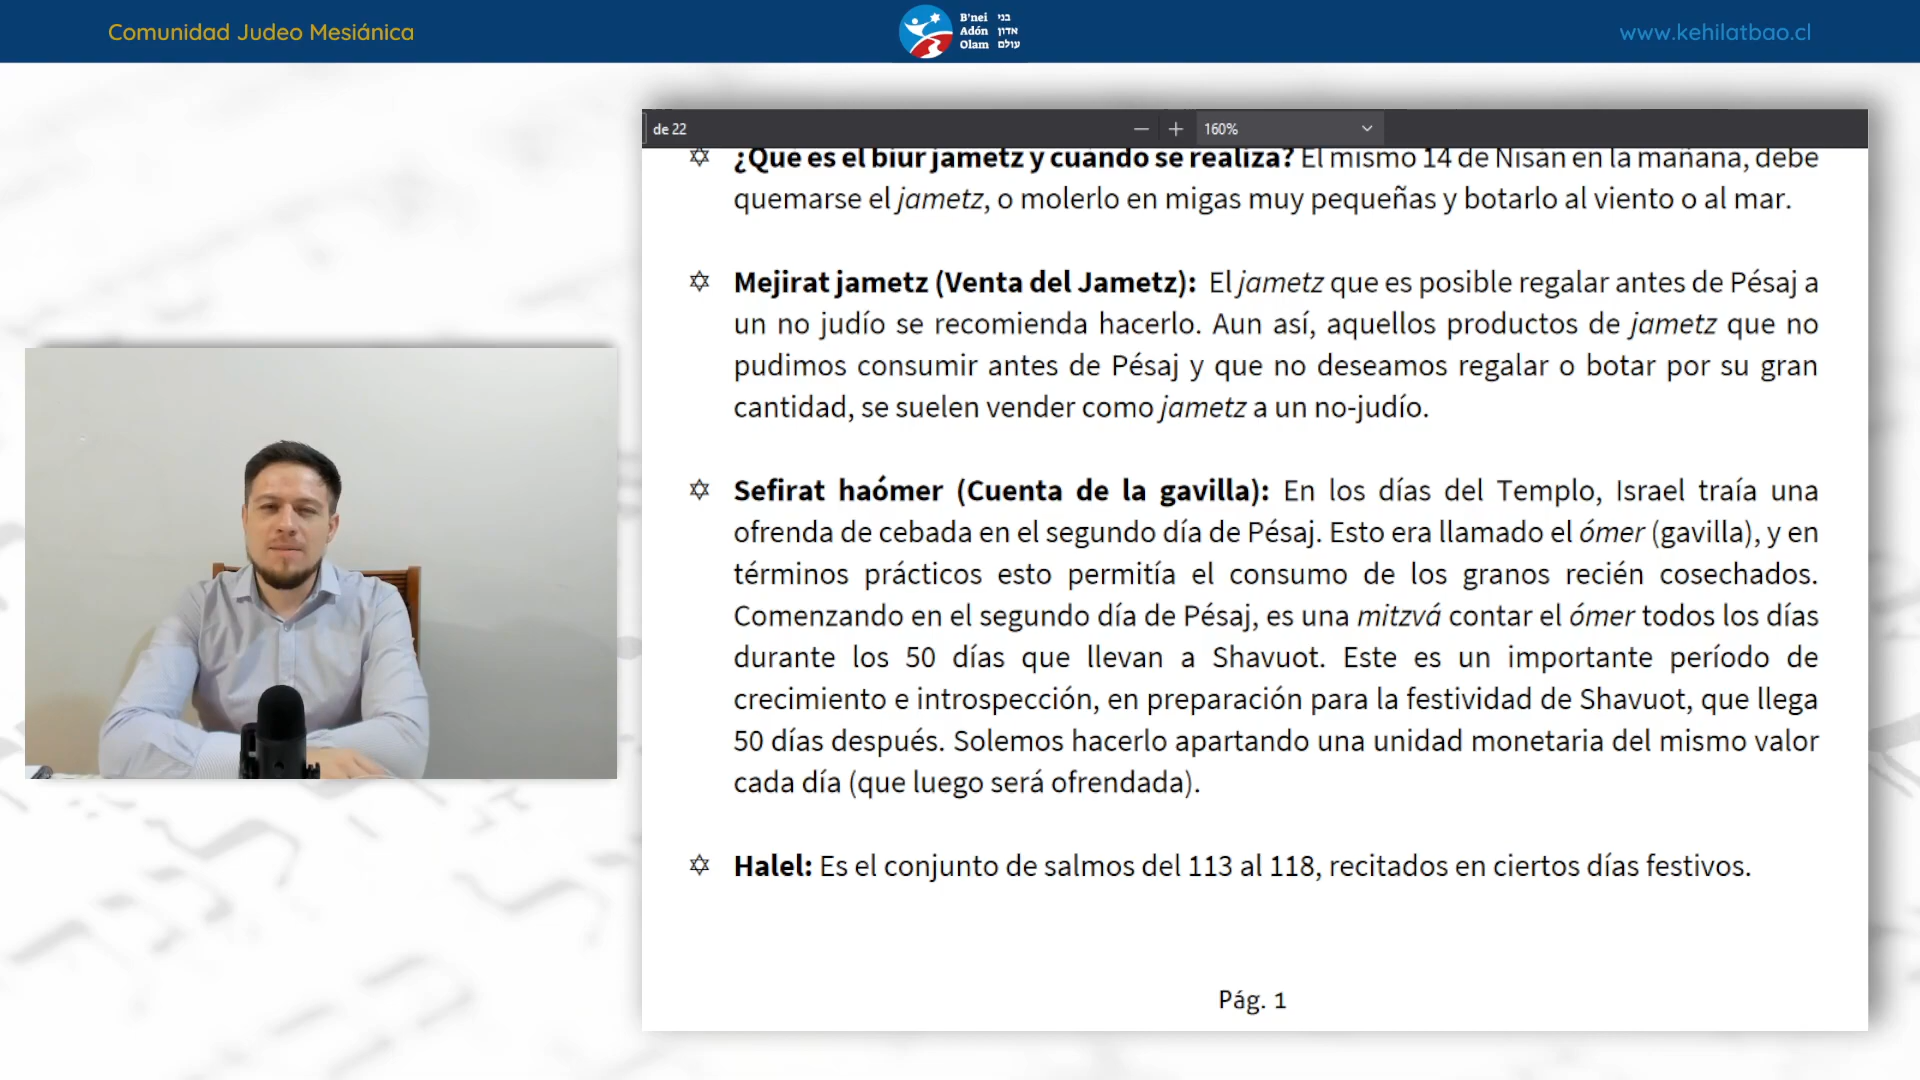 Comunidad Judeo Mesiánica
B'nei בני
Adón אדון
Olam עולם
www.kehilatbao.cl
de 22
160%
✡ ¿Qué es el biur jametz y cuándo se realiza? El mismo 14 de Nisán en la mañana, debe
quemarse el jametz, o molerlo en migas muy pequeñas y botarlo al viento o al mar.
✡ Mejirat jametz (Venta del Jametz): El jametz que es posible regalar antes de Pésaj a
un no judío se recomienda hacerlo. Aun así, aquellos productos de jametz que no
pudimos consumir antes de Pésaj y que no deseamos regalar o botar por su gran
cantidad, se suelen vender como jametz a un no-judío.
✡ Sefirat haómer (Cuenta de la gavilla): En los días del Templo, Israel traía una
ofrenda de cebada en el segundo día de Pésaj. Esto era llamado el ómer (gavilla), y en
términos prácticos esto permitía el consumo de los granos recién cosechados.
Comenzando en el segundo día de Pésaj, es una mitzvá contar el ómer todos los días
durante los 50 días que llevan a Shavuot. Este es un importante período de
crecimiento e introspección, en preparación para la festividad de Shavuot, que llega
50 días después. Solemos hacerlo apartando una unidad monetaria del mismo valor
cada día (que luego será ofrendada).
✡ Halel: Es el conjunto de salmos del 113 al 118, recitados en ciertos días festivos.
Pág. 1